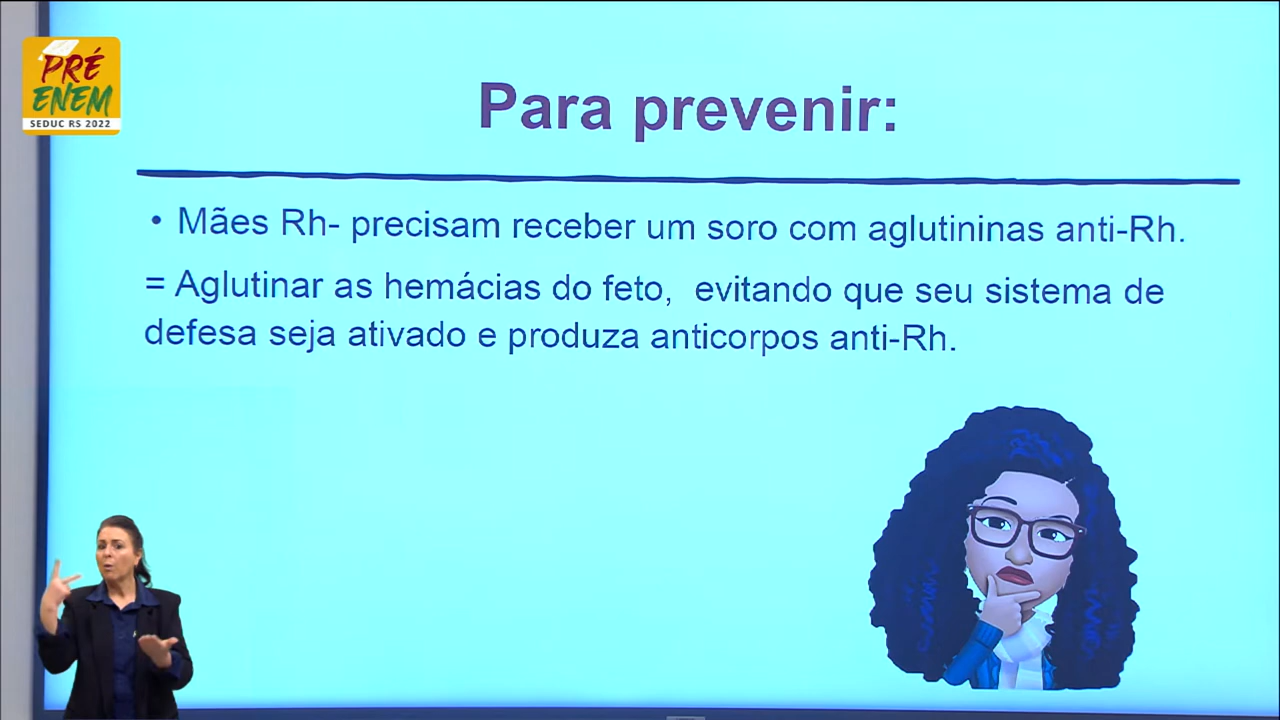 PRÉ
ENEM
SEDUC RS 2022
Para prevenir:
• Mães Rh- precisam receber um soro com aglutininas anti-Rh.
= Aglutinar as hemácias do feto, evitando que seu sistema de
defesa seja ativado e produza anticorpos anti-Rh.